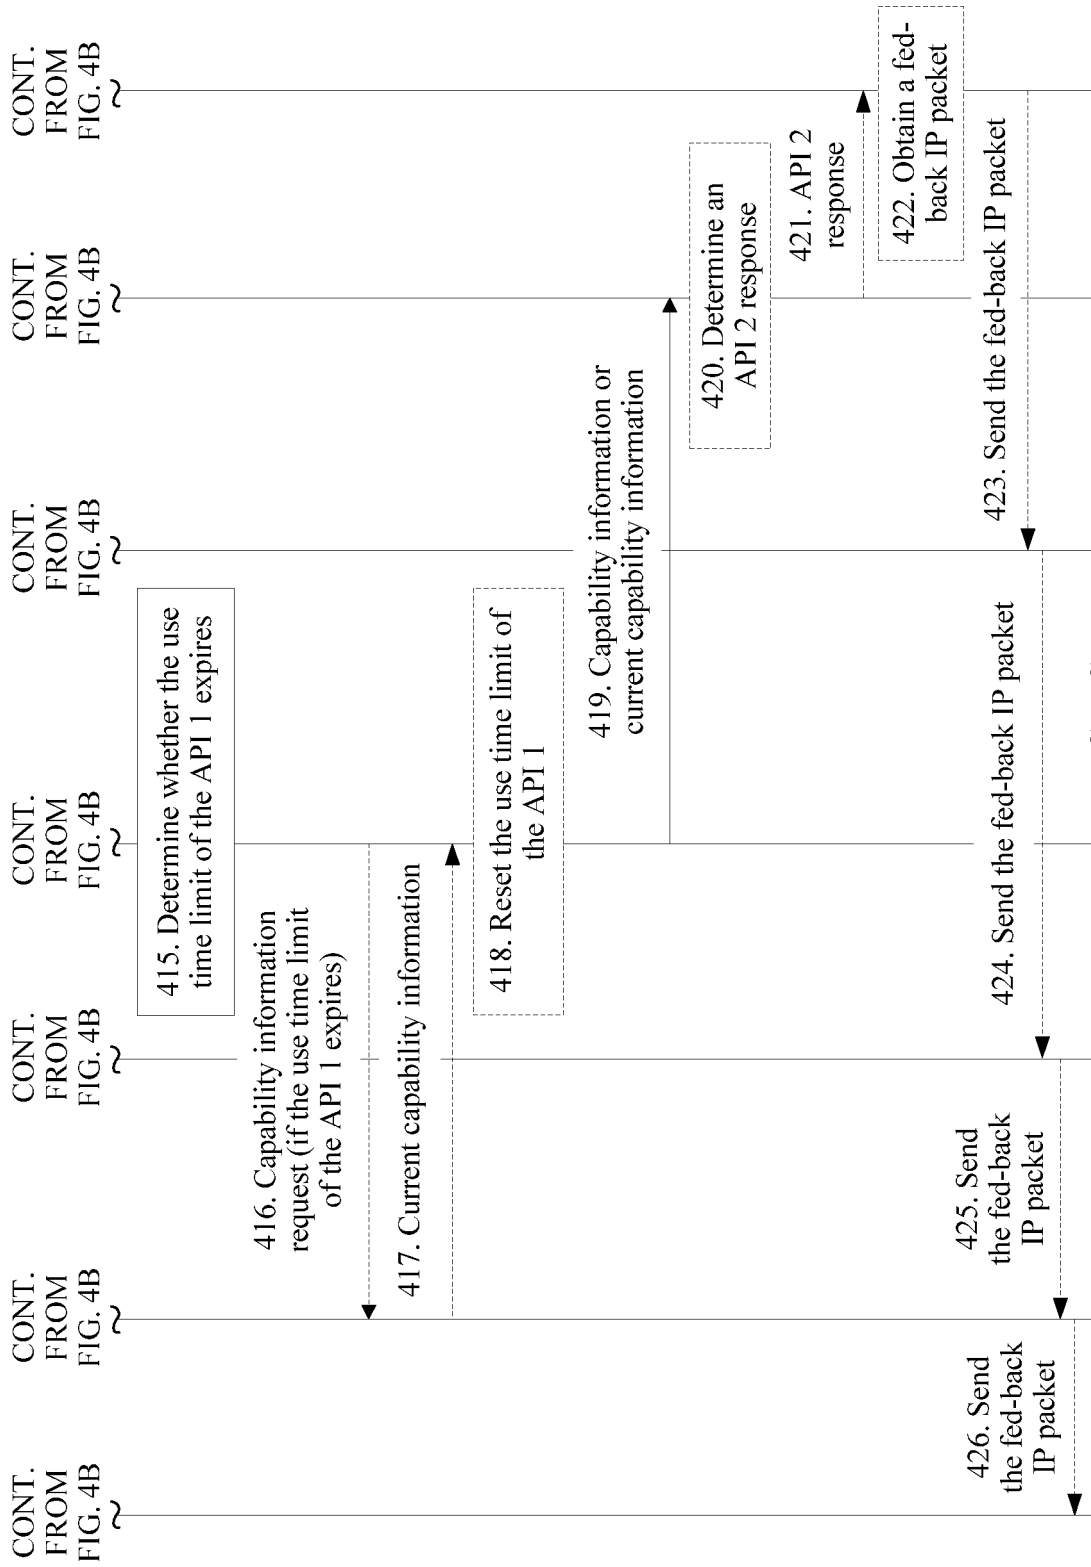 CONT.
FROM
FIG. 4B
CONT.
FROM
FIG. 4B
CONT.
FROM
FIG. 4B
CONT.
FROM
FIG. 4B
CONT.
FROM
FIG. 4B
CONT.
FROM
FIG. 4B
CONT.
FROM
FIG. 4B
415. Determine whether the use
time limit of the API 1 expires
416. Capability information
request (if the use time limit
of the API 1 expires)
417. Current capability information
418. Reset the use time limit of
the API 1
419. Capability information or
current capability information
420. Determine an
API 2 response
421. API 2
response
422. Obtain a fed-
back IP packet
423. Send the fed-back IP packet
424. Send the fed-back IP packet
425. Send
the fed-back
IP packet
426. Send
the fed-back
IP packet